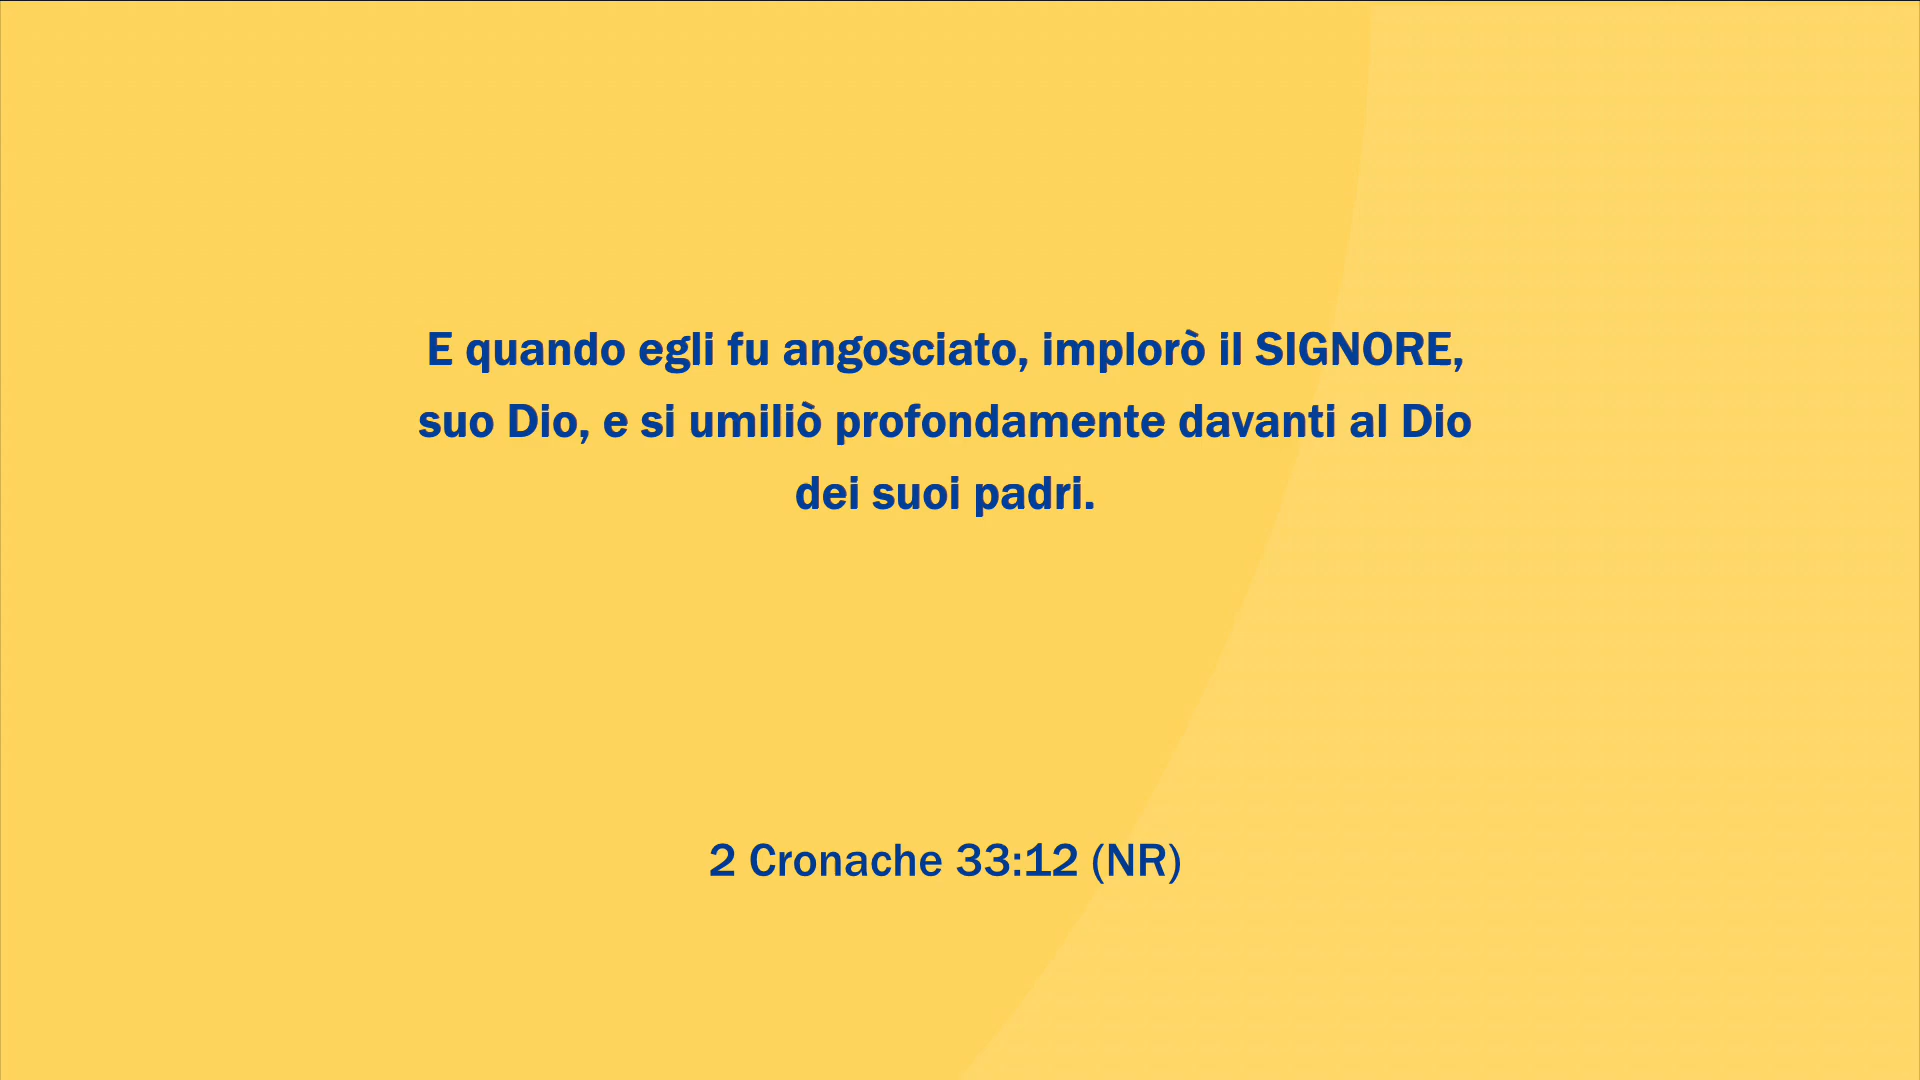 E quando egli fu angosciato, implorò il SIGNORE,
suo Dio, e si umiliò profondamente davanti al Dio
dei suoi padri.
2 Cronache 33:12 (NR)